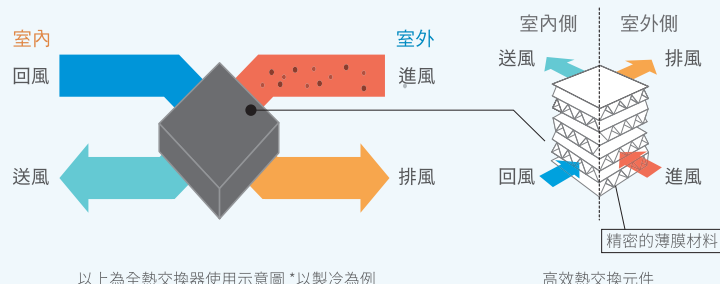 室內
室外
回風
進風
送風
排風
室內側
室外側
送風
排風
回風
進風
精密的薄膜材料
以上為全熱交換器使用示意圖 *以製冷為例
高效熱交換元件